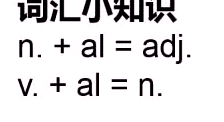 词汇小知识
n. + al = adj.
v. + al = n.